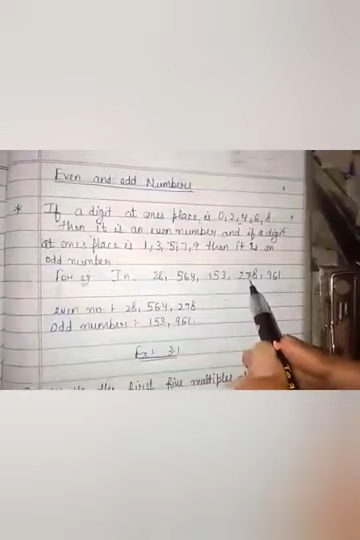 Even and odd Numbers
* If a digit at ones place is 0, 2, 4, 6, 8
then it is an even number and if a digit
at ones place is 1, 3, 5, 7, 9 then it is an
odd number
For eg In 28, 564, 153, 278, 961
even no. : 28, 564, 278
odd number : 153, 961.
Ex : 3.1
the first five multiples